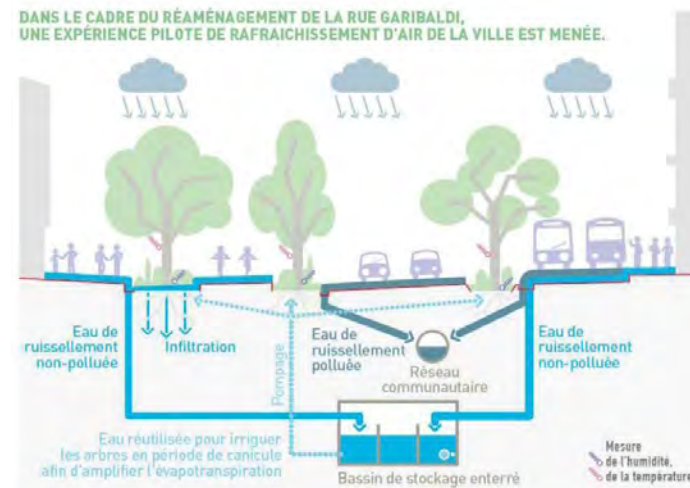 DANS LE CADRE DU RÉAMÉNAGEMENT DE LA RUE GARIBALDI,
UNE EXPÉRIENCE PILOTE DE RAFRAICHISSEMENT D'AIR DE LA VILLE EST MENÉE.
Eau de
ruissellement
non-polluée
Infiltration
Pompage
Eau de
ruissellement
polluée
Réseau
communautaire
Eau de
ruissellement
non-polluée
Eau réutilisée pour irriguer
les orbres en période de canicule
afin d'amplifier l'évapotranspiration
Bassin de stockage enterré
Mesure
de l'humidité,
de la température